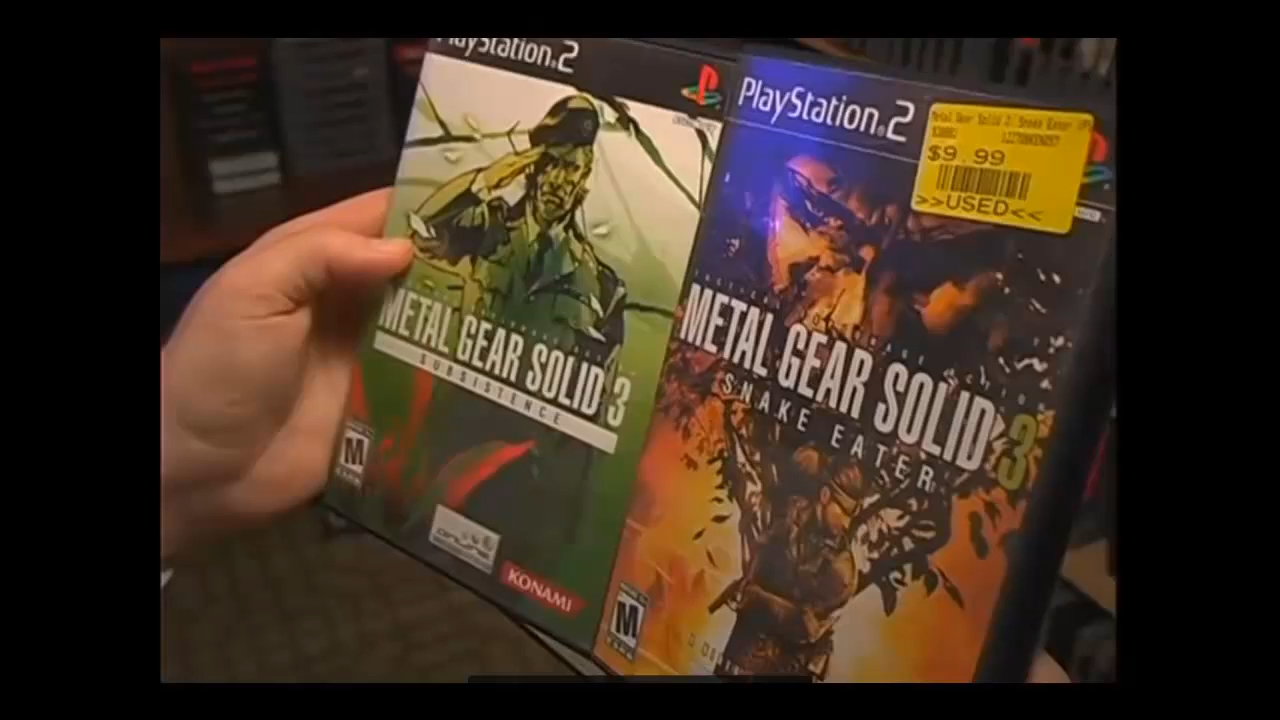 PlayStation.2
METAL GEAR SOLID 3
SUBSISTENCE
M
ONLINE
KONAMI
PlayStation.2
$9.99
>>USED<<
METAL GEAR SOLID 3
SNAKE EATER
M